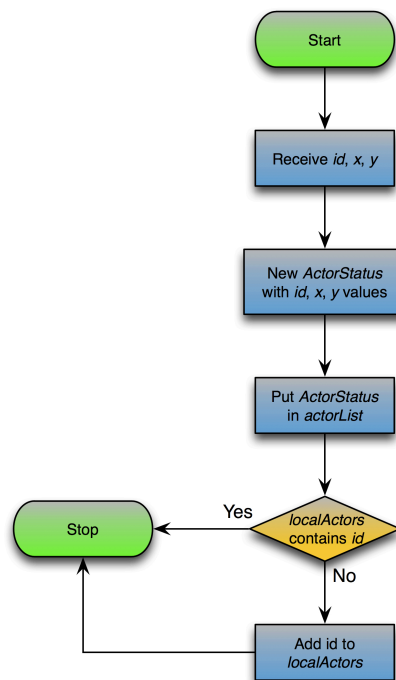 Start
Receive id, x, y
New ActorStatus
with id, x, y values
Put ActorStatus
in actorList
localActors
contains id
Yes
Stop
No
Add id to
localActors